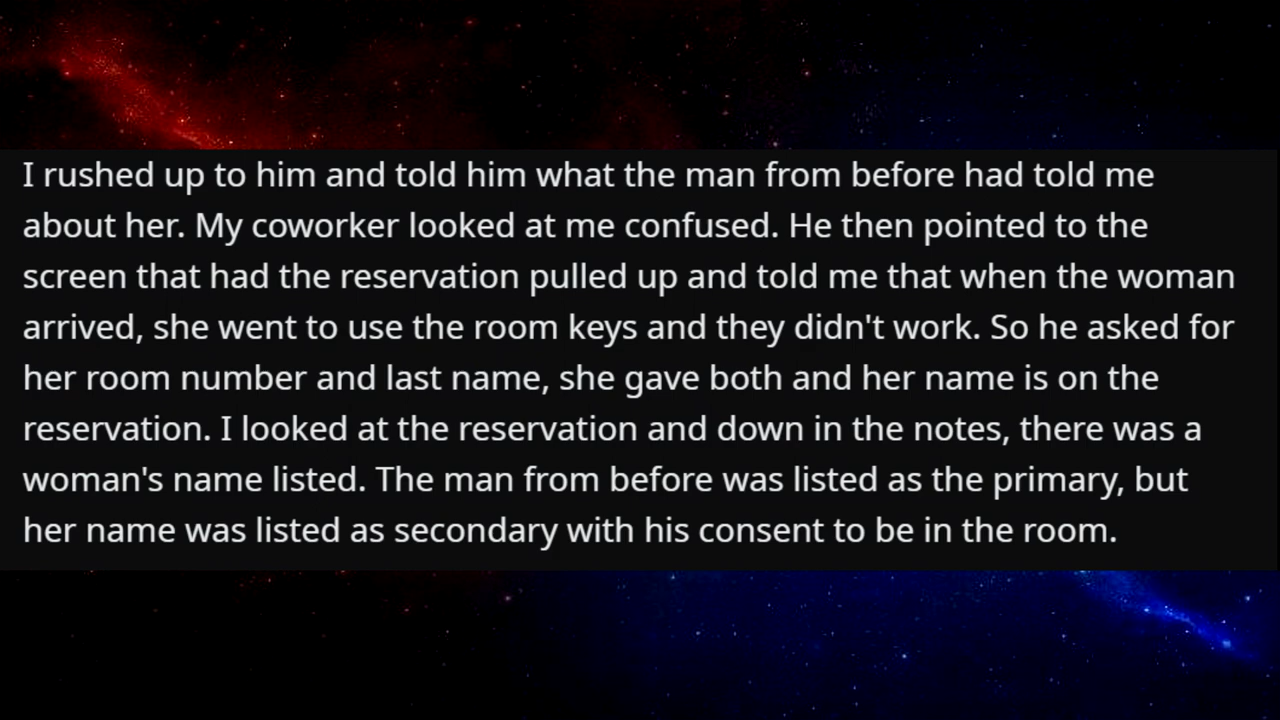 I rushed up to him and told him what the man from before had told me
about her. My coworker looked at me confused. He then pointed to the
screen that had the reservation pulled up and told me that when the woman
arrived, she went to use the room keys and they didn't work. So he asked for
her room number and last name, she gave both and her name is on the
reservation. I looked at the reservation and down in the notes, there was a
woman's name listed. The man from before was listed as the primary, but
her name was listed as secondary with his consent to be in the room.